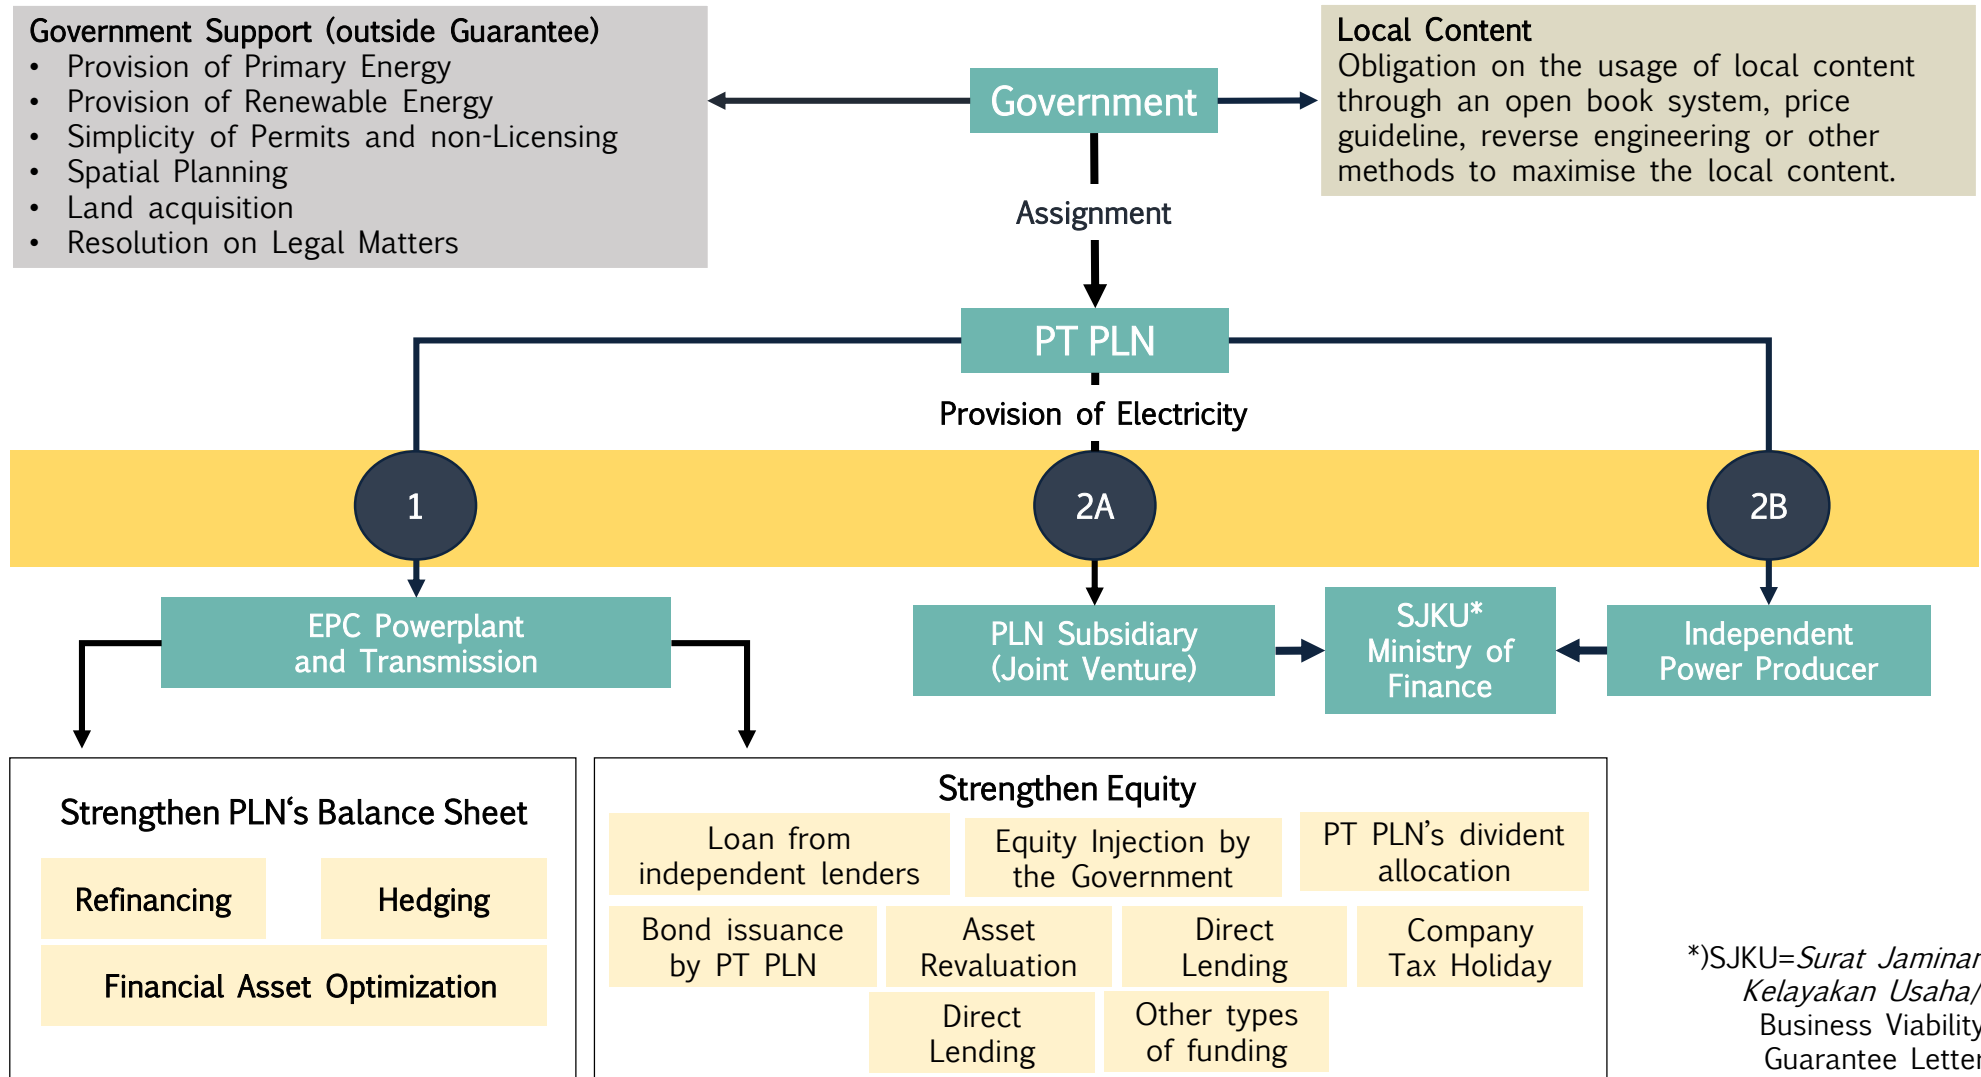 Government Support (outside Guarantee)
• Provision of Primary Energy
• Provision of Renewable Energy
• Simplicity of Permits and non-Licensing
• Spatial Planning
• Land acquisition
• Resolution on Legal Matters
Government
Local Content
Obligation on the usage of local content
through an open book system, price
guideline, reverse engineering or other
methods to maximise the local content.
Assignment
PT PLN
Provision of Electricity
1
2A
2B
EPC Powerplant
and Transmission
PLN Subsidiary
(Joint Venture)
SJKU*
Ministry of
Finance
Independent
Power Producer
Strengthen PLN‘s Balance Sheet
Refinancing
Hedging
Financial Asset Optimization
Strengthen Equity
Loan from
independent lenders
Equity Injection by
the Government
PT PLN’s divident
allocation
Bond issuance
by PT PLN
Asset
Revaluation
Direct
Lending
Company
Tax Holiday
Direct
Lending
Other types
of funding
*)SJKU=Surat Jaminan
Kelayakan Usaha/
Business Viability
Guarantee Letter